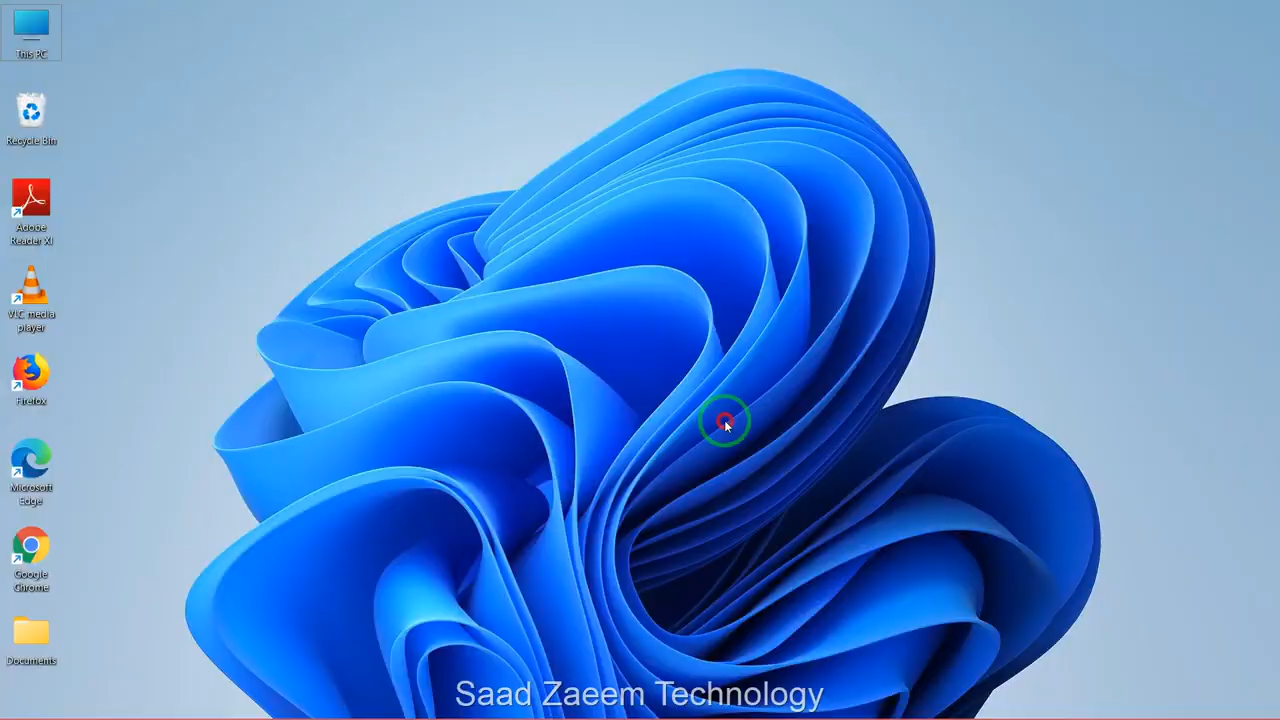 This PC
Recycle Bin
Adobe
Reader XI
VLC media
player
Firefox
Microsoft
Edge
Google
Chrome
Documents
Saad Zaeem Technology